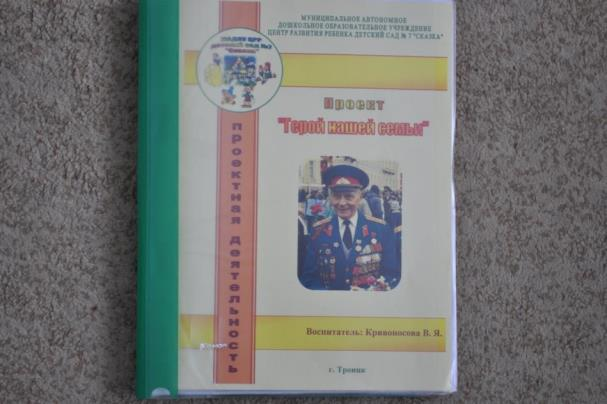 МУНИЦИПАЛЬНОЕ АВТОНОМНОЕ
ДОШКОЛЬНОЕ ОБРАЗОВАТЕЛЬНОЕ УЧРЕЖДЕНИЕ
ЦЕНТР РАЗВИТИЯ РЕБЕНКА ДЕТСКИЙ САД № 7 "СКАЗКА"
Проект
"Герой нашей семьи"
проектная деятельность
Воспитатель: Кривоносова В. Я.
г. Троицк